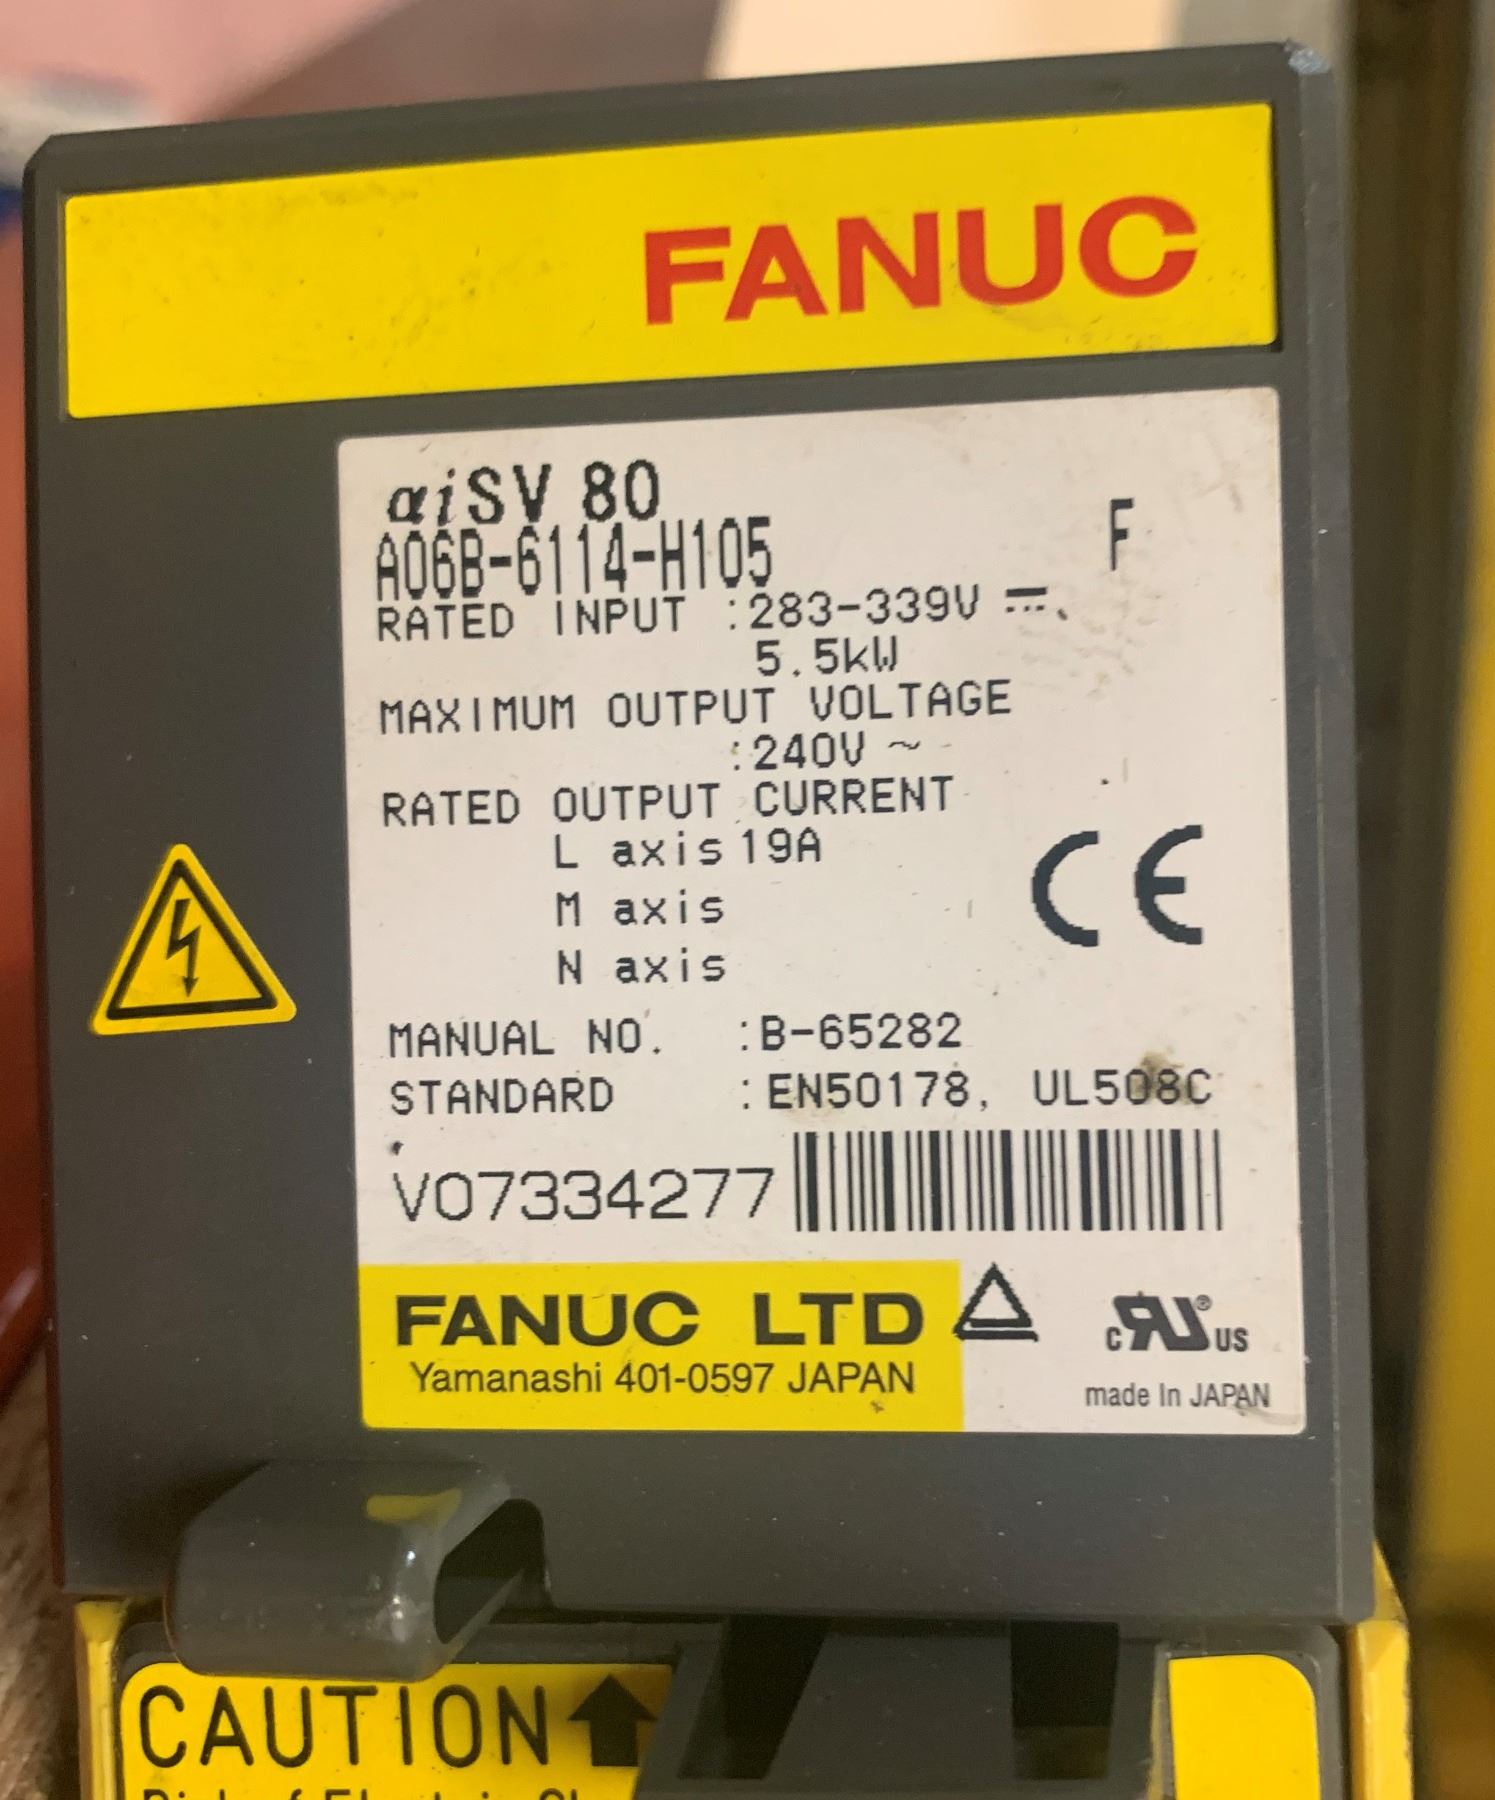 FANUC
αiSV 80
A06B-6114-H105 F
RATED INPUT :283-339V ⎓.
5.5kW
MAXIMUM OUTPUT VOLTAGE
:240V ~
RATED OUTPUT CURRENT
L axis 19A
M axis
N axis
MANUAL NO. :B-65282
STANDARD :EN50178, UL508C
V07334277
FANUC LTD
Yamanashi 401-0597 JAPAN
c RU ® US
made In JAPAN
CE
CAUTION